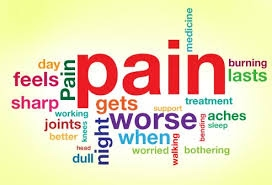 medicine
day
burning
feels
Pain
pain
lasts
sharp
gets
support
treatment
working
joints
knees
night
worse
bending
aches
sleep
better
when
walking
head
dull
worried
bothering